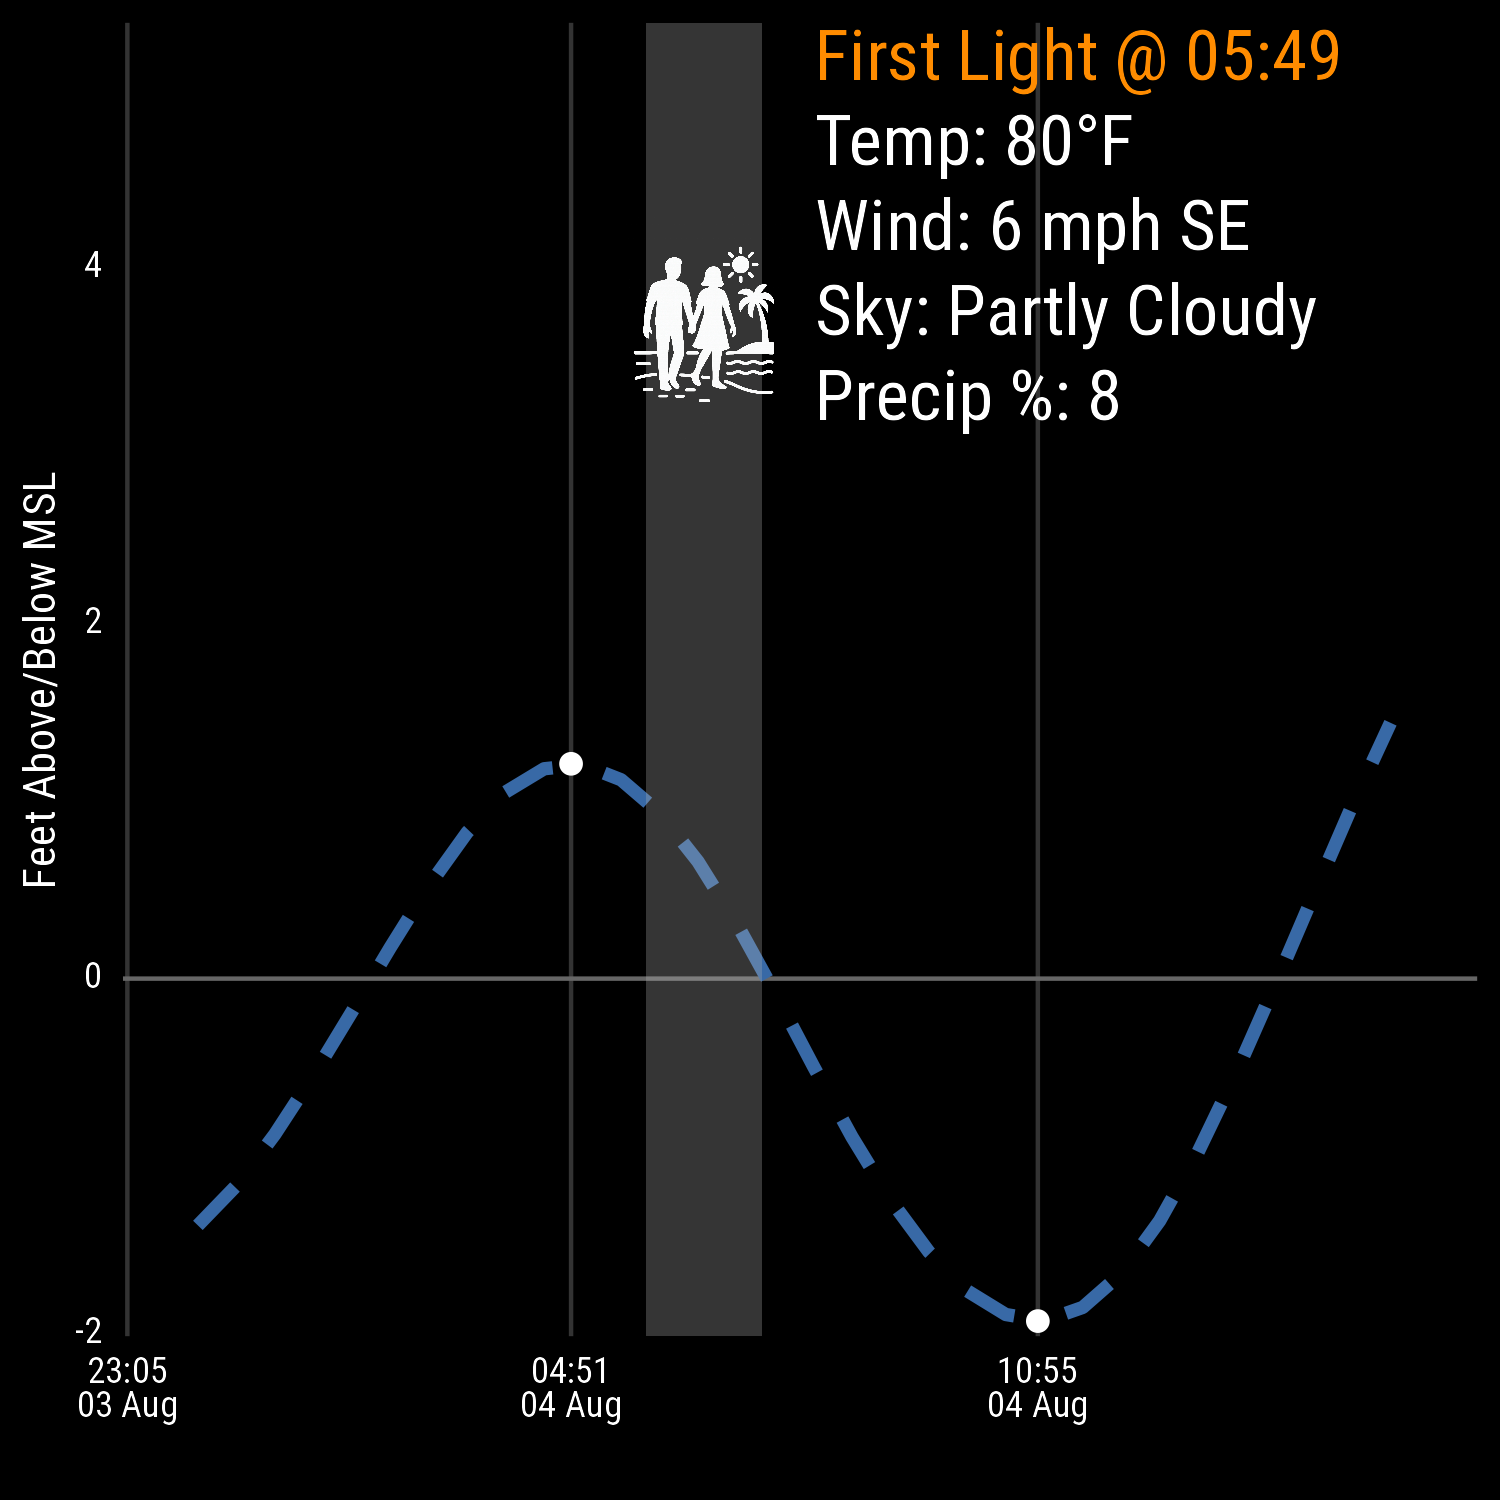 First Light @ 05:49
Temp: 80°F
Wind: 6 mph SE
Sky: Partly Cloudy
Precip %: 8
Feet Above/Below MSL
4
2
0
-2
23:05
03 Aug
04:51
04 Aug
10:55
04 Aug